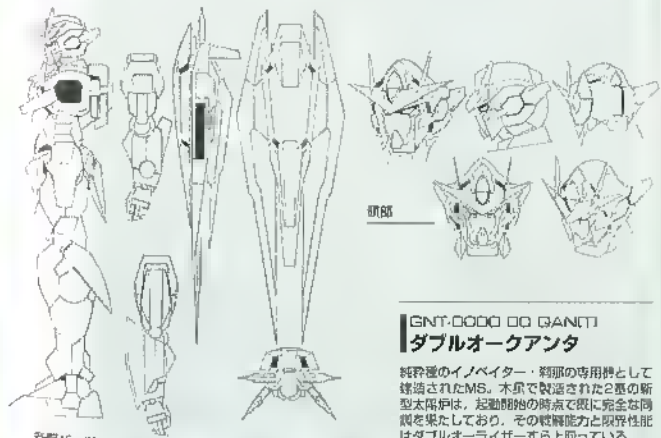 頭部
GNT-0000 00 QAN[T]
ダブルオークアンタ
純粋種のイノベイター・刹那の専用機として
建造されたMS。木星で製造された2基の新
型太陽炉は、起動開始の時点で既に完全な同
調を果たしており、その戦闘能力と限界性能
はダブルオーライザーすら上回っている。